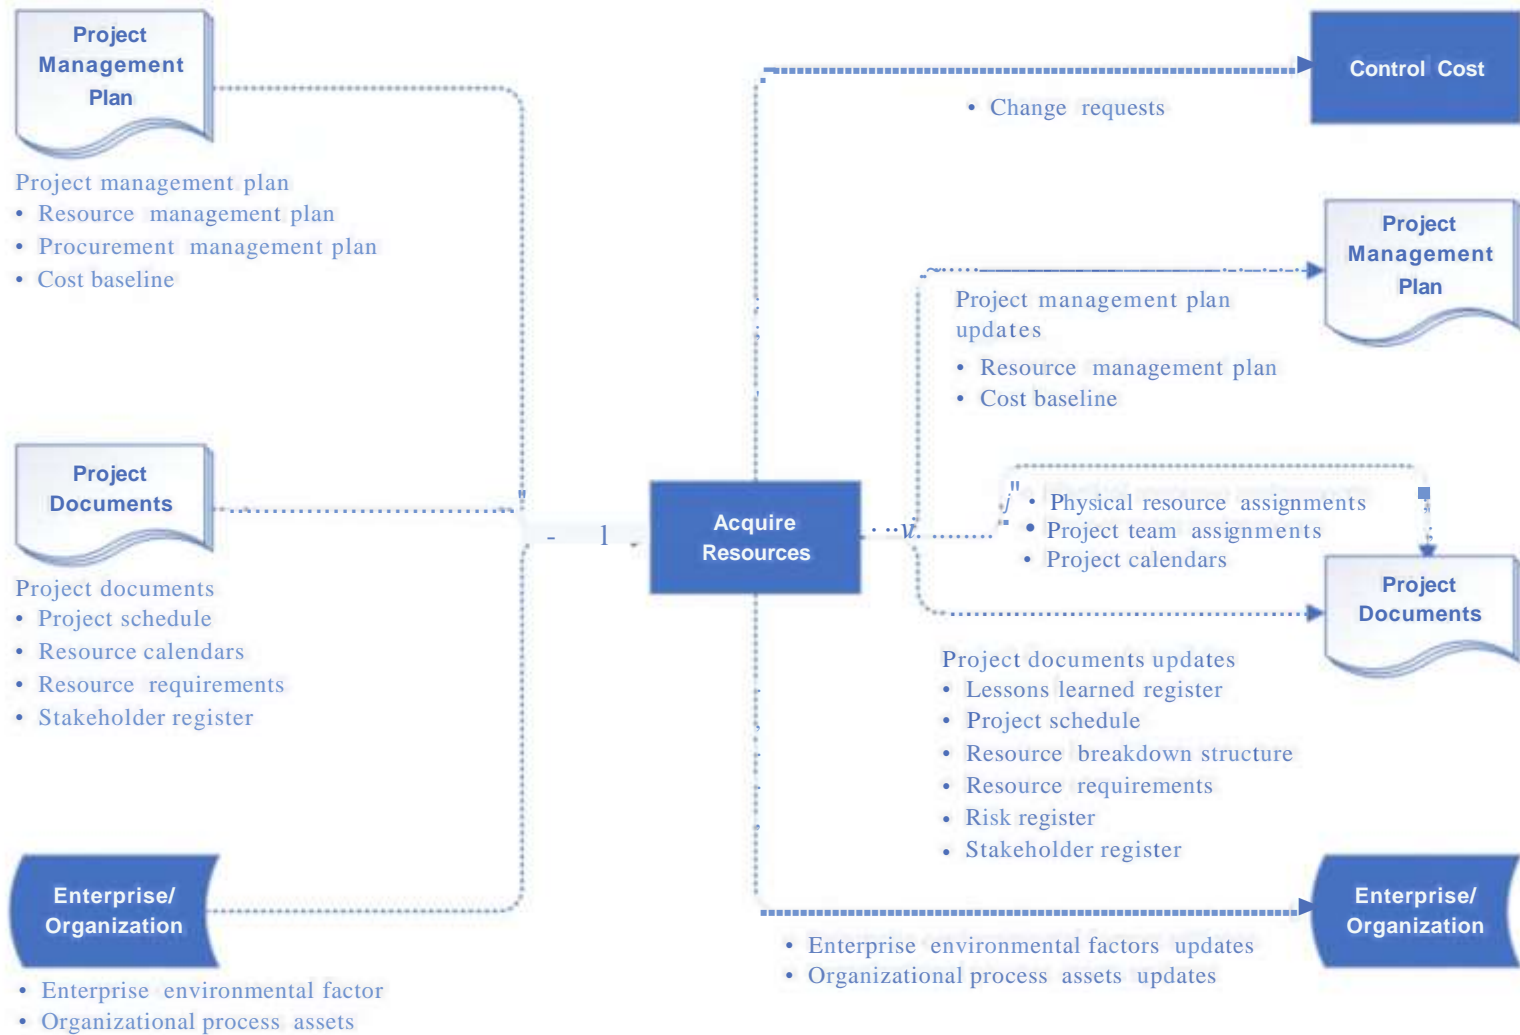 Project
Management
Plan
Project management plan
• Resource management plan
• Procurement management plan
• Cost baseline
Project
Documents
Project documents
• Project schedule
• Resource calendars
• Resource requirements
• Stakeholder register
Enterprise/
Organization
• Enterprise environmental factor
• Organizational process assets
Acquire
Resources
Control Cost
• Change requests
Project
Management
Plan
Project management plan
updates
• Resource management plan
• Cost baseline
• Physical resource assignments
• Project team assignments
• Project calendars
Project
Documents
Project documents updates
• Lessons learned register
• Project schedule
• Resource breakdown structure
• Resource requirements
• Risk register
• Stakeholder register
Enterprise/
Organization
• Enterprise environmental factors updates
• Organizational process assets updates